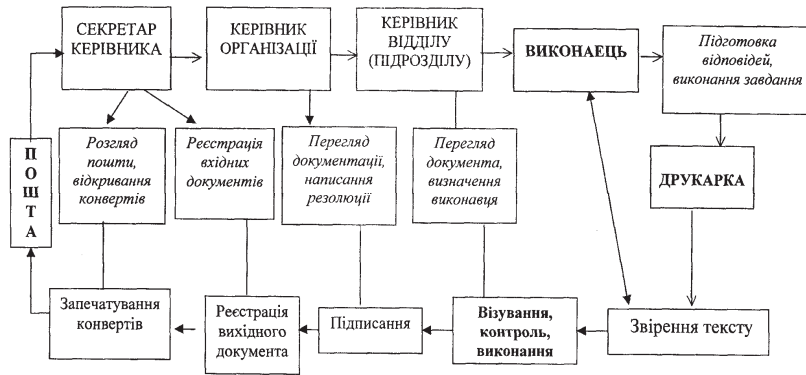 СЕКРЕТАР
КЕРІВНИКА
КЕРІВНИК
ОРГАНІЗАЦІЇ
КЕРІВНИК
ВІДДІЛУ
(ПІДРОЗДІЛУ)
ВИКОНАЕЦЬ
Підготовка
відповідей,
виконання завдання
П
О
Ш
Т
А
Розгляд
пошти,
відкривання
конвертів
Реєстрація
вхідних
документів
Перегляд
документації,
написання
резолюції
Перегляд
документа,
визначення
виконавця
ДРУКАРКА
Запечатування
конвертів
Реєстрація
вихідного
документа
Підписання
Візування,
контроль,
виконання
Звірення тексту